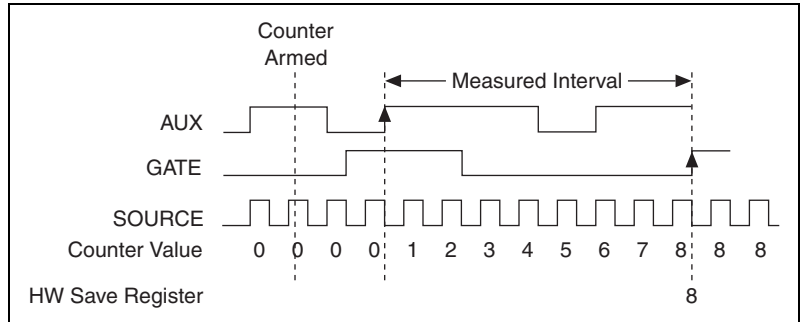 Counter
Armed
Measured Interval
AUX
GATE
SOURCE
Counter Value 0 0 0 0 1 2 3 4 5 6 7 8 8 8
HW Save Register 8